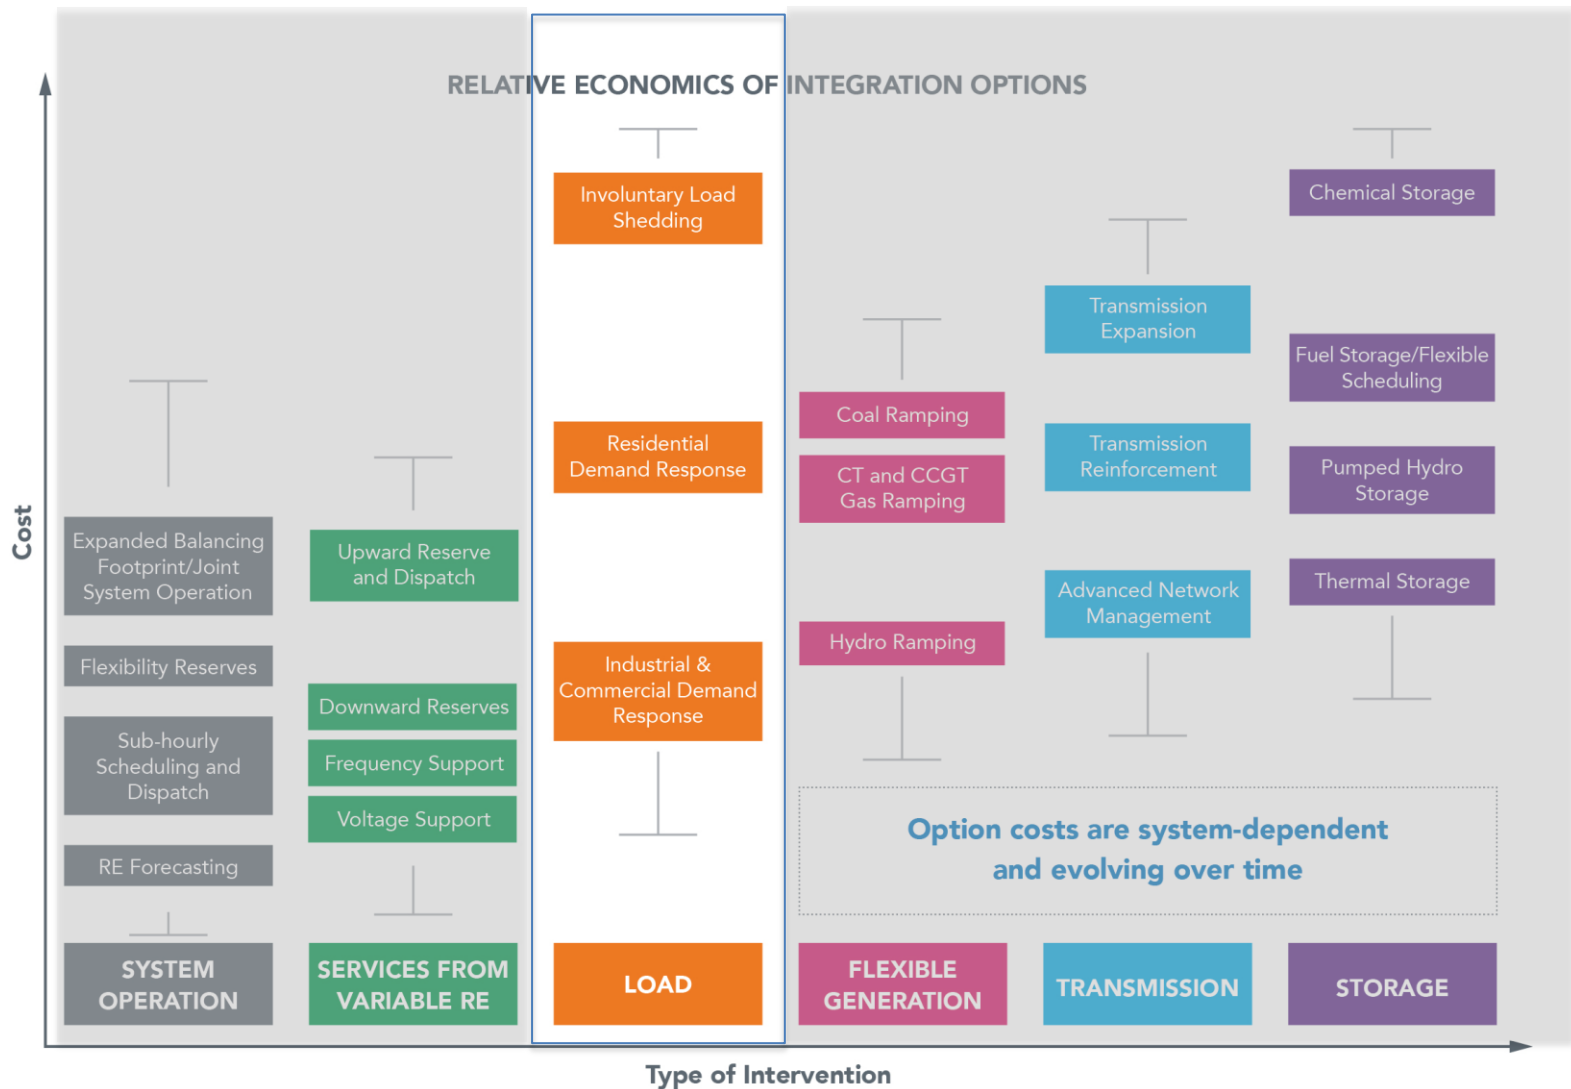 RELATIVE ECONOMICS OF INTEGRATION OPTIONS
Cost
Expanded Balancing
Footprint/Joint
System Operation
Flexibility Reserves
Sub-hourly
Scheduling and
Dispatch
RE Forecasting
SYSTEM
OPERATION
Upward Reserve
and Dispatch
Downward Reserves
Frequency Support
Voltage Support
SERVICES FROM
VARIABLE RE
Involuntary Load
Shedding
Residential
Demand Response
Industrial &
Commercial Demand
Response
LOAD
Coal Ramping
CT and CCGT
Gas Ramping
Hydro Ramping
FLEXIBLE
GENERATION
Transmission
Expansion
Transmission
Reinforcement
Advanced Network
Management
TRANSMISSION
Chemical Storage
Fuel Storage/Flexible
Scheduling
Pumped Hydro
Storage
Thermal Storage
STORAGE
Option costs are system-dependent
and evolving over time
Type of Intervention